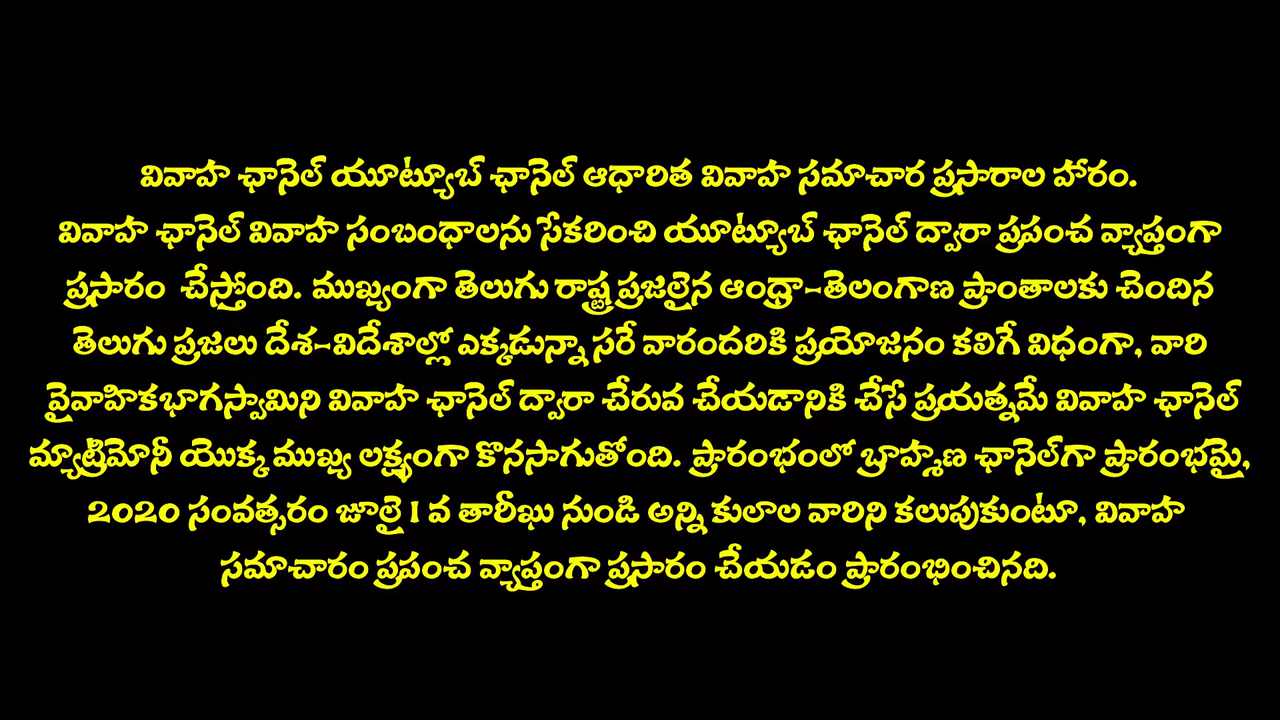 వివాహ ఛానెల్ యూట్యూబ్ ఛానెల్ ఆధారిత వివాహ సమాచార ప్రసారాల హారం.
వివాహ ఛానెల్ వివాహ సంబంధాలను సేకరించి యూట్యూబ్ ఛానెల్ ద్వారా ప్రపంచ వ్యాప్తంగా
ప్రసారం చేస్తోంది. ముఖ్యంగా తెలుగు రాష్ట్ర ప్రజలైన ఆంధ్రా-తెలంగాణ ప్రాంతాలకు చెందిన
తెలుగు ప్రజలు దేశ-విదేశాల్లో ఎక్కడున్నా సరే వారందరికి ప్రయోజనం కలిగే విధంగా, వారి
వైవాహికభాగస్వామిని వివాహ ఛానెల్ ద్వారా చేరువ చేయడానికి చేసే ప్రయత్నమే వివాహ ఛానెల్
మ్యాట్రిమోనీ యొక్క ముఖ్య లక్ష్యంగా కొనసాగుతోంది. ప్రారంభంలో బ్రాహ్మణ ఛానెల్‌గా ప్రారంభమై,
2020 సంవత్సరం జూలై 1 వ తారీఖు నుండి అన్ని కులాల వారిని కలుపుకుంటూ, వివాహ
సమాచారం ప్రపంచ వ్యాప్తంగా ప్రసారం చేయడం ప్రారంభించినది.